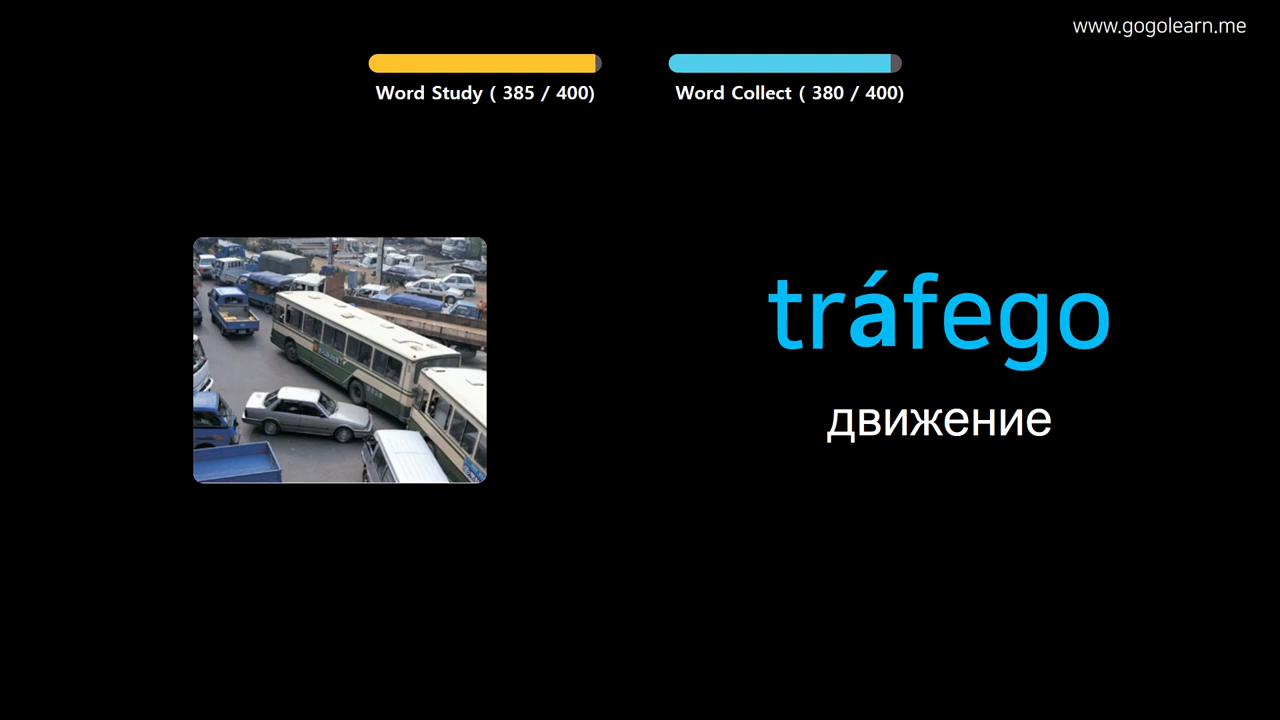 www.gogolearn.me
Word Study ( 385 / 400)
Word Collect ( 380 / 400)
tráfego
движение